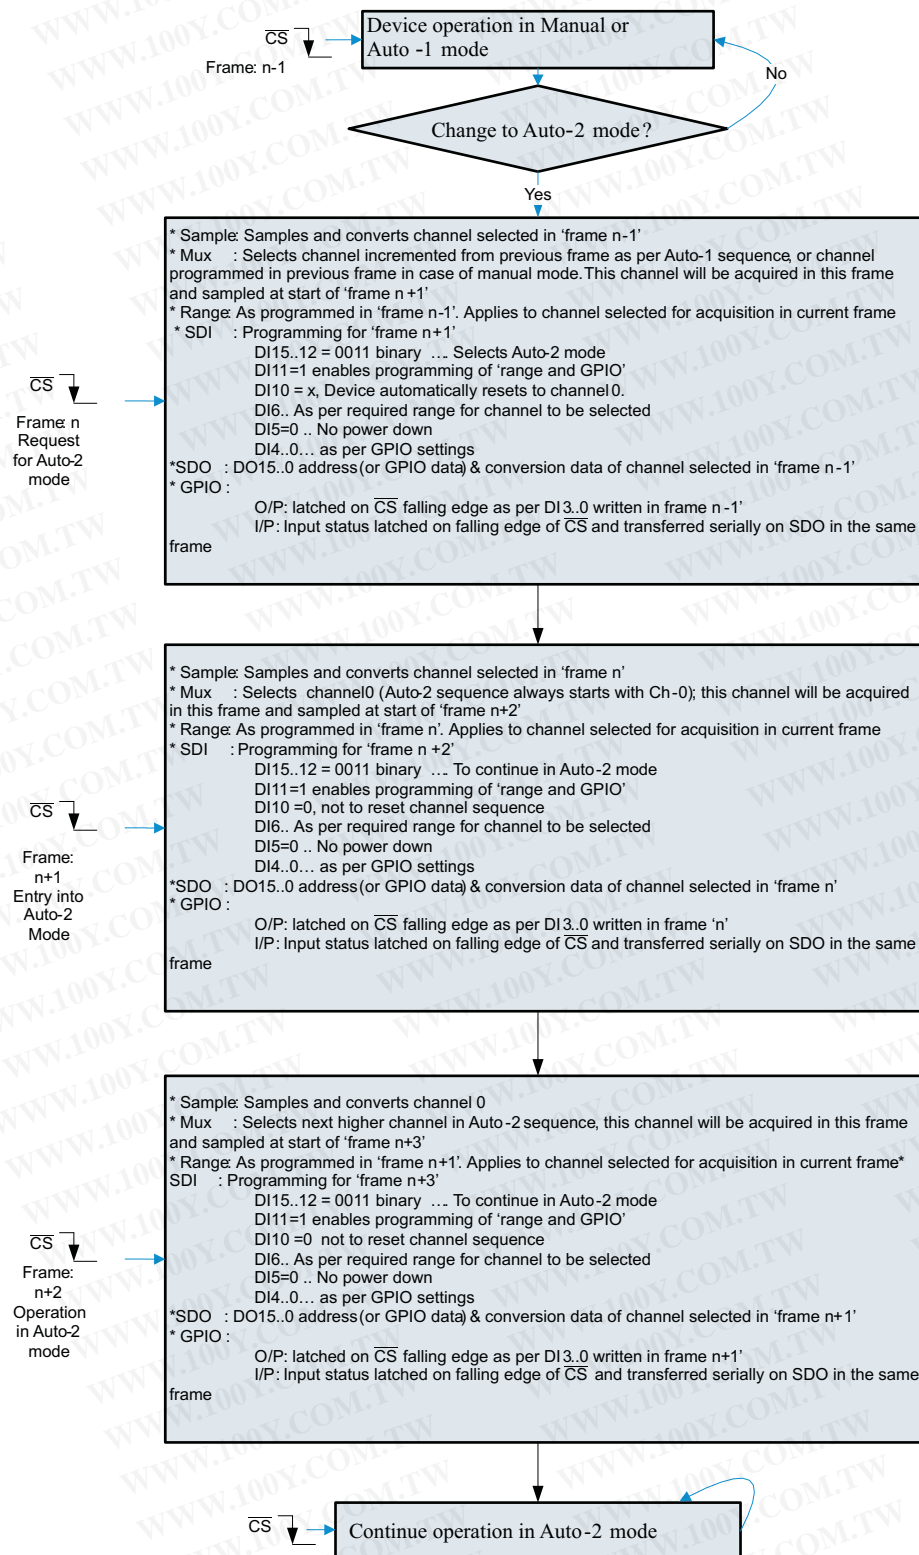 CS
Frame: n-1
Device operation in Manual or
Auto -1 mode
No
Change to Auto-2 mode?
Yes
CS
Frame: n
Request
for Auto-2
mode
* Sample: Samples and converts channel selected in ‘frame n-1’
* Mux : Selects channel incremented from previous frame as per Auto-1 sequence, or channel
programmed in previous frame in case of manual mode. This channel will be acquired in this frame
and sampled at start of ‘frame n+1’
* Range: As programmed in ‘frame n-1’. Applies to channel selected for acquisition in current frame
* SDI : Programming for ‘frame n+1’
DI15..12 = 0011 binary …. Selects Auto-2 mode
DI11=1 enables programming of ‘range and GPIO’
DI10 = x, Device automatically resets to channel 0.
DI6.. As per required range for channel to be selected
DI5=0 .. No power down
DI4..0… as per GPIO settings
*SDO : DO15..0 address (or GPIO data) & conversion data of channel selected in ‘frame n-1’
* GPIO :
O/P: latched on CS falling edge as per DI3..0 written in frame n-1’
I/P: Input status latched on falling edge of CS and transferred serially on SDO in the same
frame
CS
Frame:
n+1
Entry into
Auto-2
Mode
* Sample: Samples and converts channel selected in ‘frame n’
* Mux : Selects channel0 (Auto-2 sequence always starts with Ch-0); this channel will be acquired
in this frame and sampled at start of ‘frame n+2’
* Range: As programmed in ‘frame n’. Applies to channel selected for acquisition in current frame
* SDI : Programming for ‘frame n+2’
DI15..12 = 0011 binary …. To continue in Auto-2 mode
DI11=1 enables programming of ‘range and GPIO’
DI10 =0, not to reset channel sequence
DI6.. As per required range for channel to be selected
DI5=0 .. No power down
DI4..0… as per GPIO settings
*SDO : DO15..0 address (or GPIO data) & conversion data of channel selected in ‘frame n’
* GPIO :
O/P: latched on CS falling edge as per DI3..0 written in frame ‘n’
I/P: Input status latched on falling edge of CS and transferred serially on SDO in the same
frame
CS
Frame:
n+2
Operation
in Auto-2
mode
* Sample: Samples and converts channel 0
* Mux : Selects next higher channel in Auto-2 sequence, this channel will be acquired in this frame
and sampled at start of ‘frame n+3’
* Range: As programmed in ‘frame n+1’. Applies to channel selected for acquisition in current frame*
SDI : Programming for ‘frame n+3’
DI15..12 = 0011 binary …. To continue in Auto-2 mode
DI11=1 enables programming of ‘range and GPIO’
DI10 =0 not to reset channel sequence
DI6.. As per required range for channel to be selected
DI5=0 .. No power down
DI4..0… as per GPIO settings
*SDO : DO15..0 address (or GPIO data) & conversion data of channel selected in ‘frame n+1’
* GPIO :
O/P: latched on CS falling edge as per DI3..0 written in frame n+1’
I/P: Input status latched on falling edge of CS and transferred serially on SDO in the same
frame
CS
Continue operation in Auto-2 mode
WWW.100Y.COM.TW